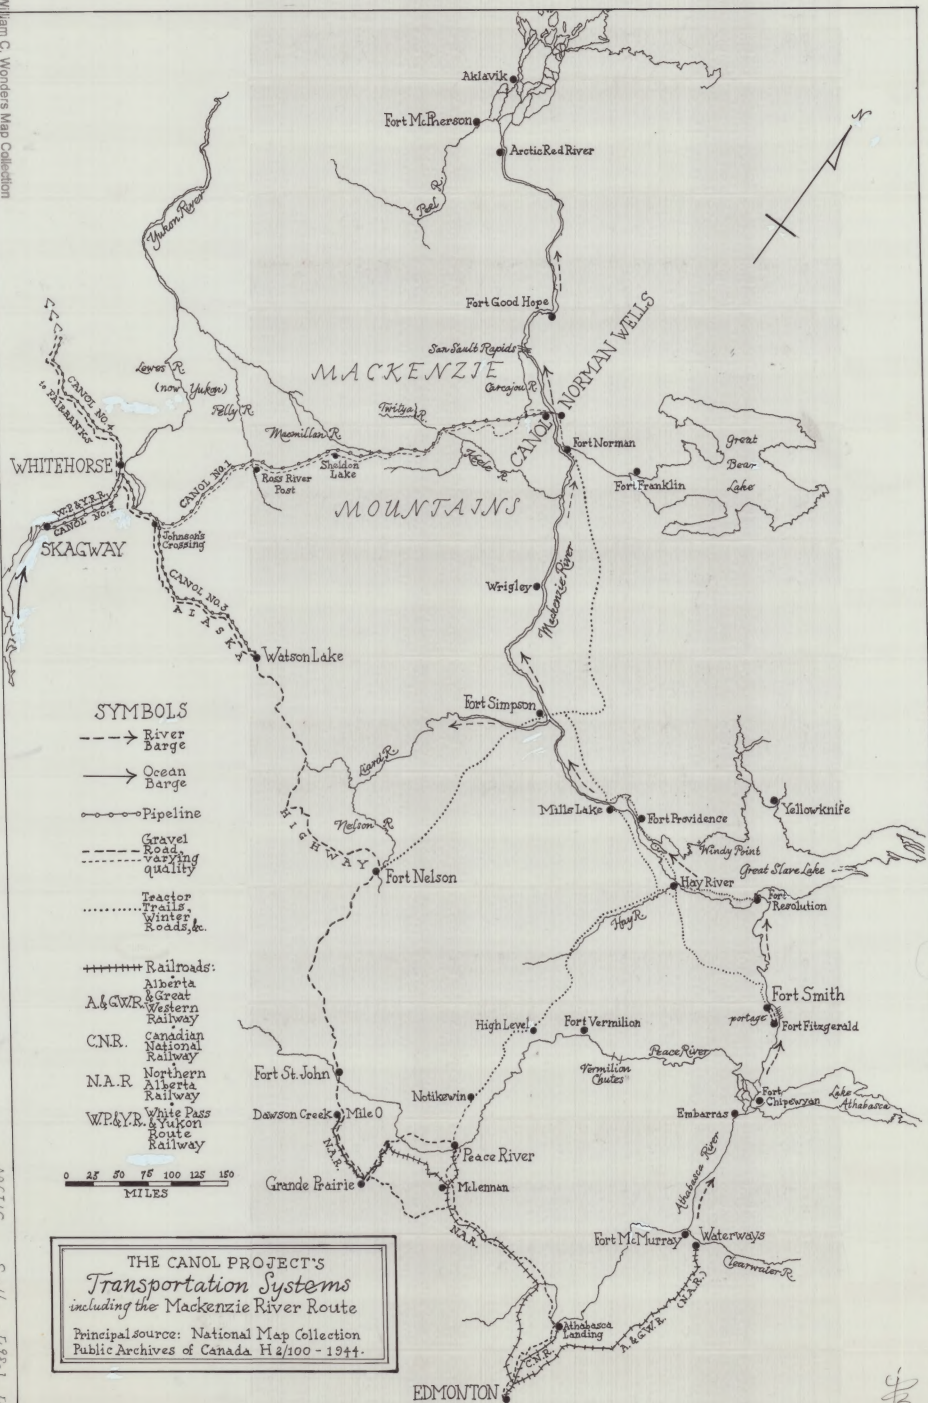 William C. Wonders Map Collection
N
Aklavik
Fort McPherson
Arctic Red River
Peel R.
Yukon River
Fort Good Hope
San Sault Rapids
NORMAN WELLS
MACKENZIE
Carcajou R.
Lewes R.
(now Yukon)
Pelly R.
Macmillan R.
Twitya R.
CANOL
Keele R.
Fort Norman
Great
Bear
Lake
Fort Franklin
CANOL No. 4
to FAIRBANKS
WHITEHORSE
CANOL No. 1
Ross River
Post
Sheldon
Lake
MOUNTAINS
W.P.&Y.R.R.
CANOL No. 2
SKAGWAY
Johnson's
Crossing
CANOL No. 3
ALASKA
Wrigley
Mackenzie River
Watson Lake
Fort Simpson
Liard R.
Nelson R.
HIGHWAY
Fort Nelson
Mills Lake
Fort Providence
Yellowknife
Windy Point
Great Slave Lake
Hay River
Hay R.
Fort
Resolution
Fort Smith
portage
Fort Fitzgerald
High Level
Fort Vermilion
Vermilion
Chutes
Peace River
Fort
Chipewyan
Lake
Athabasca
Embarras
Fort St. John
Notikewin
Dawson Creek
Mile 0
N.A.R.
Peace River
Grande Prairie
McLennan
N.A.R.
Athabasca River
Fort McMurray
Waterways
Clearwater R.
(N.A.R.)
A.&G.W.R.
Athabasca
Landing
C.N.R.
EDMONTON
SYMBOLS
River
Barge
Ocean
Barge
Pipeline
Gravel
Road,
varying
quality
Tractor
Trails,
Winter
Roads, &c.
Railroads:
A.&G.W.R. Alberta
& Great
Western
Railway
C.N.R. Canadian
National
Railway
N.A.R Northern
Alberta
Railway
W.P.&Y.R. White Pass
& Yukon
Route
Railway
0 25 50 75 100 125 150
MILES
THE CANOL PROJECT'S
Transportation Systems
including the Mackenzie River Route
Principal source: National Map Collection
Public Archives of Canada H2/100 - 1944.